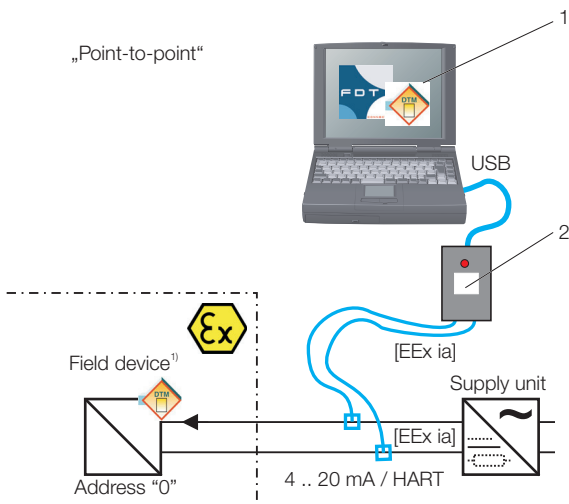 1
„Point-to-point“
FDT
DTM
USB
2
Ex
[EEx ia]
Field device¹⁾
DTM
Supply unit
[EEx ia]
4 .. 20 mA / HART
Address “0”